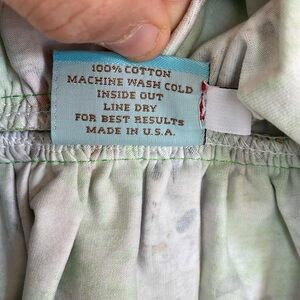 100% COTTON
MACHINE WASH COLD
INSIDE OUT
LINE DRY
FOR BEST RESULTS
MADE IN U.S.A.